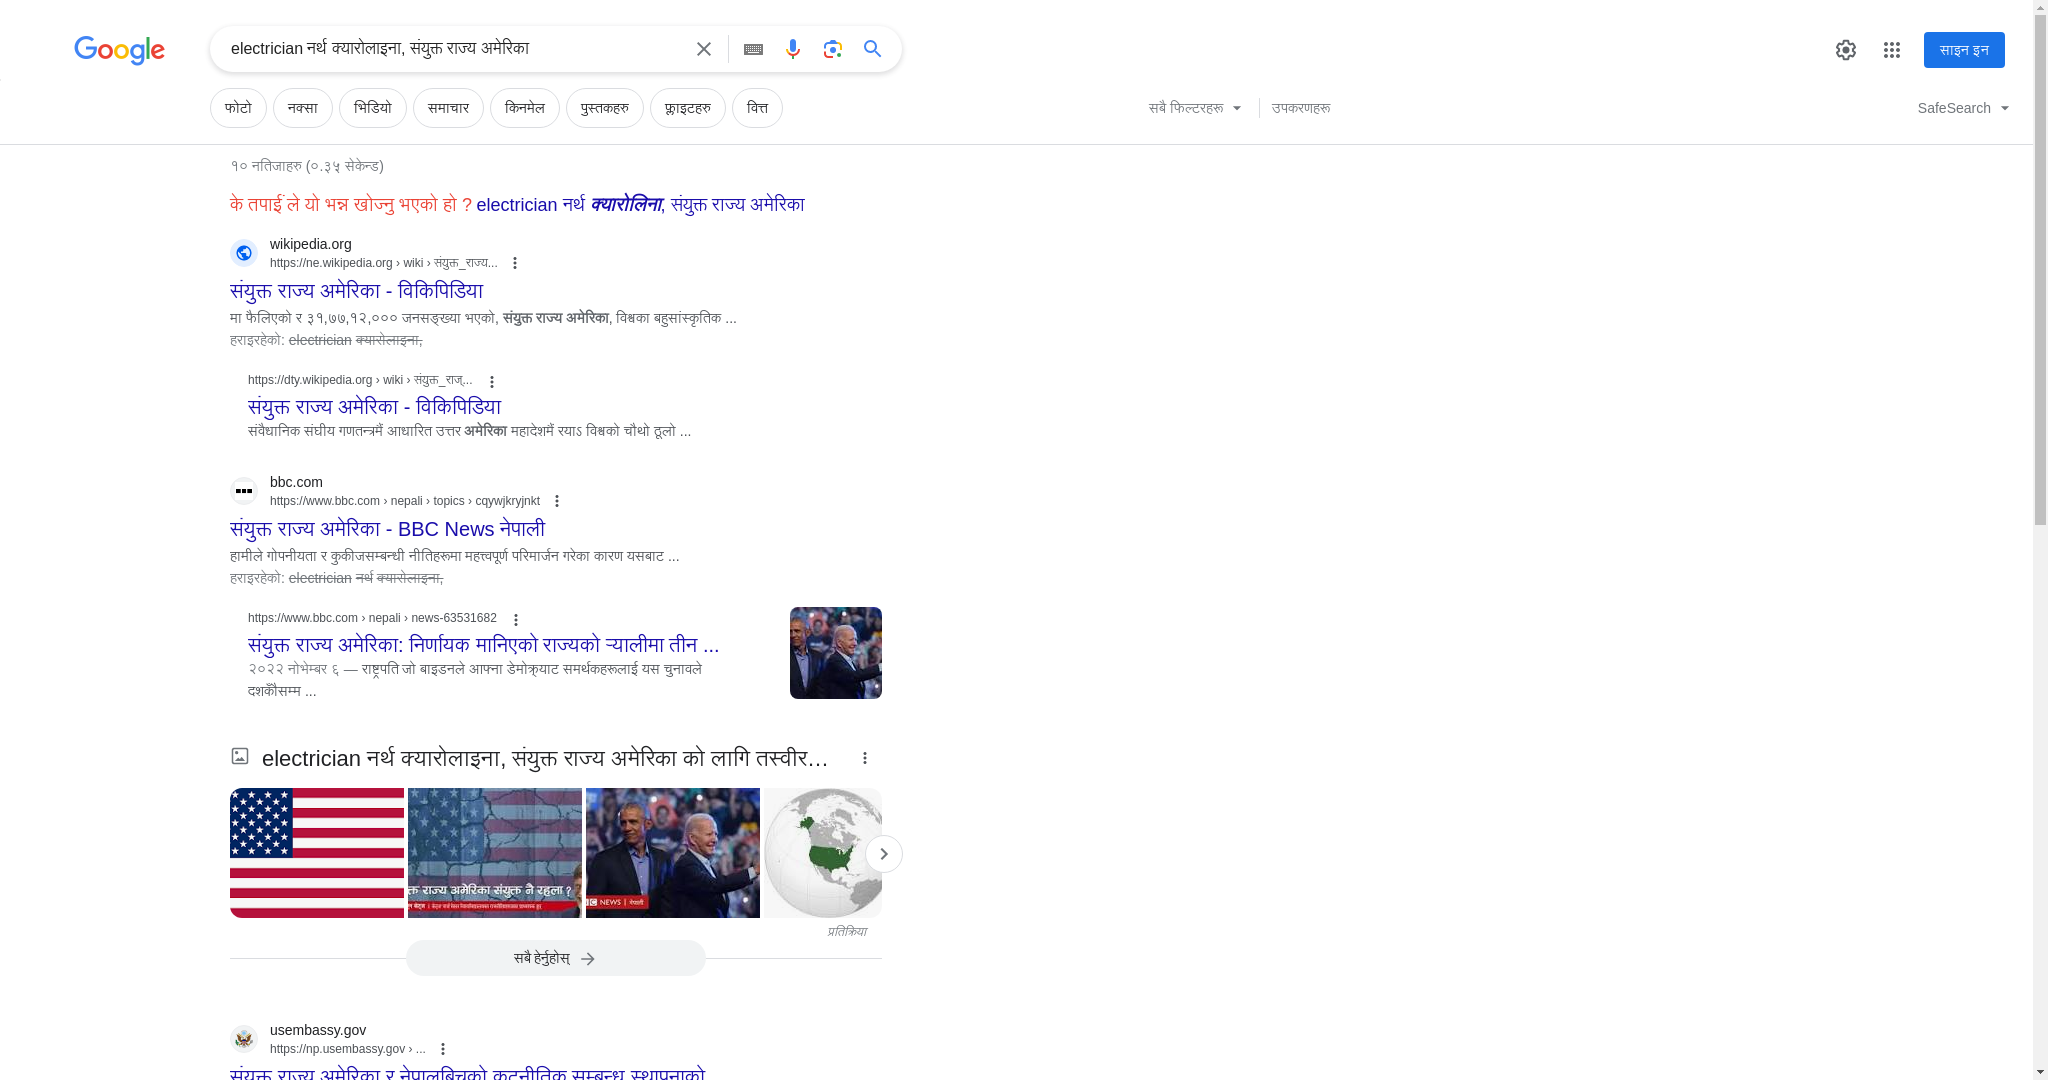 Google
electrician नर्थ क्यारोलाइना, संयुक्त राज्य अमेरिका
साइन इन
फोटो नक्सा भिडियो समाचार किनमेल पुस्तकहरु फ्लाइटहरु वित्त
सबै फिल्टरहरू उपकरणहरू
SafeSearch
१० नतिजाहरु (०.३५ सेकेन्ड)
के तपाईंले यो भन्न खोज्नु भएको हो ? electrician नर्थ क्यारोलिना, संयुक्त राज्य अमेरिका
wikipedia.org
https://ne.wikipedia.org › wiki › संयुक्त_राज्य...
संयुक्त राज्य अमेरिका - विकिपिडिया
मा फैलिएको र ३१,७७,१२,००० जनसङ्ख्या भएको, संयुक्त राज्य अमेरिका, विश्वका बहुसांस्कृतिक ...
हराइरहेको: electrician क्यारोलाइना,
https://dty.wikipedia.org › wiki › संयुक्त_राज्...
संयुक्त राज्य अमेरिका - विकिपिडिया
संवैधानिक संघीय गणतन्त्रमैं आधारित उत्तर अमेरिका महादेशमैं रयाऽ विश्वको चौथो ठूलो ...
bbc.com
https://www.bbc.com › nepali › topics › cqywjkryjnkt
संयुक्त राज्य अमेरिका - BBC News नेपाली
हामीले गोपनीयता र कुकीजसम्बन्धी नीतिहरूमा महत्त्वपूर्ण परिमार्जन गरेका कारण यसबाट ...
हराइरहेको: electrician नर्थ क्यारोलाइना,
https://www.bbc.com › nepali › news-63531682
संयुक्त राज्य अमेरिका: निर्णायक मानिएको राज्यको र्‍यालीमा तीन ...
२०२२ नोभेम्बर ६ — राष्ट्रपति जो बाइडनले आफ्ना डेमोक्र्याट समर्थकहरूलाई यस चुनावले
दशकौँसम्म ...
electrician नर्थ क्यारोलाइना, संयुक्त राज्य अमेरिका को लागि तस्वीर…
राज्य अमेरिका संयुक्त नै रहला ?
NEWS | नेपाली
प्रतिक्रिया
सबै हेर्नुहोस्
usembassy.gov
https://np.usembassy.gov › ...
संयुक्त राज्य अमेरिका र नेपालबिचको कूटनीतिक सम्बन्ध स्थापनाको